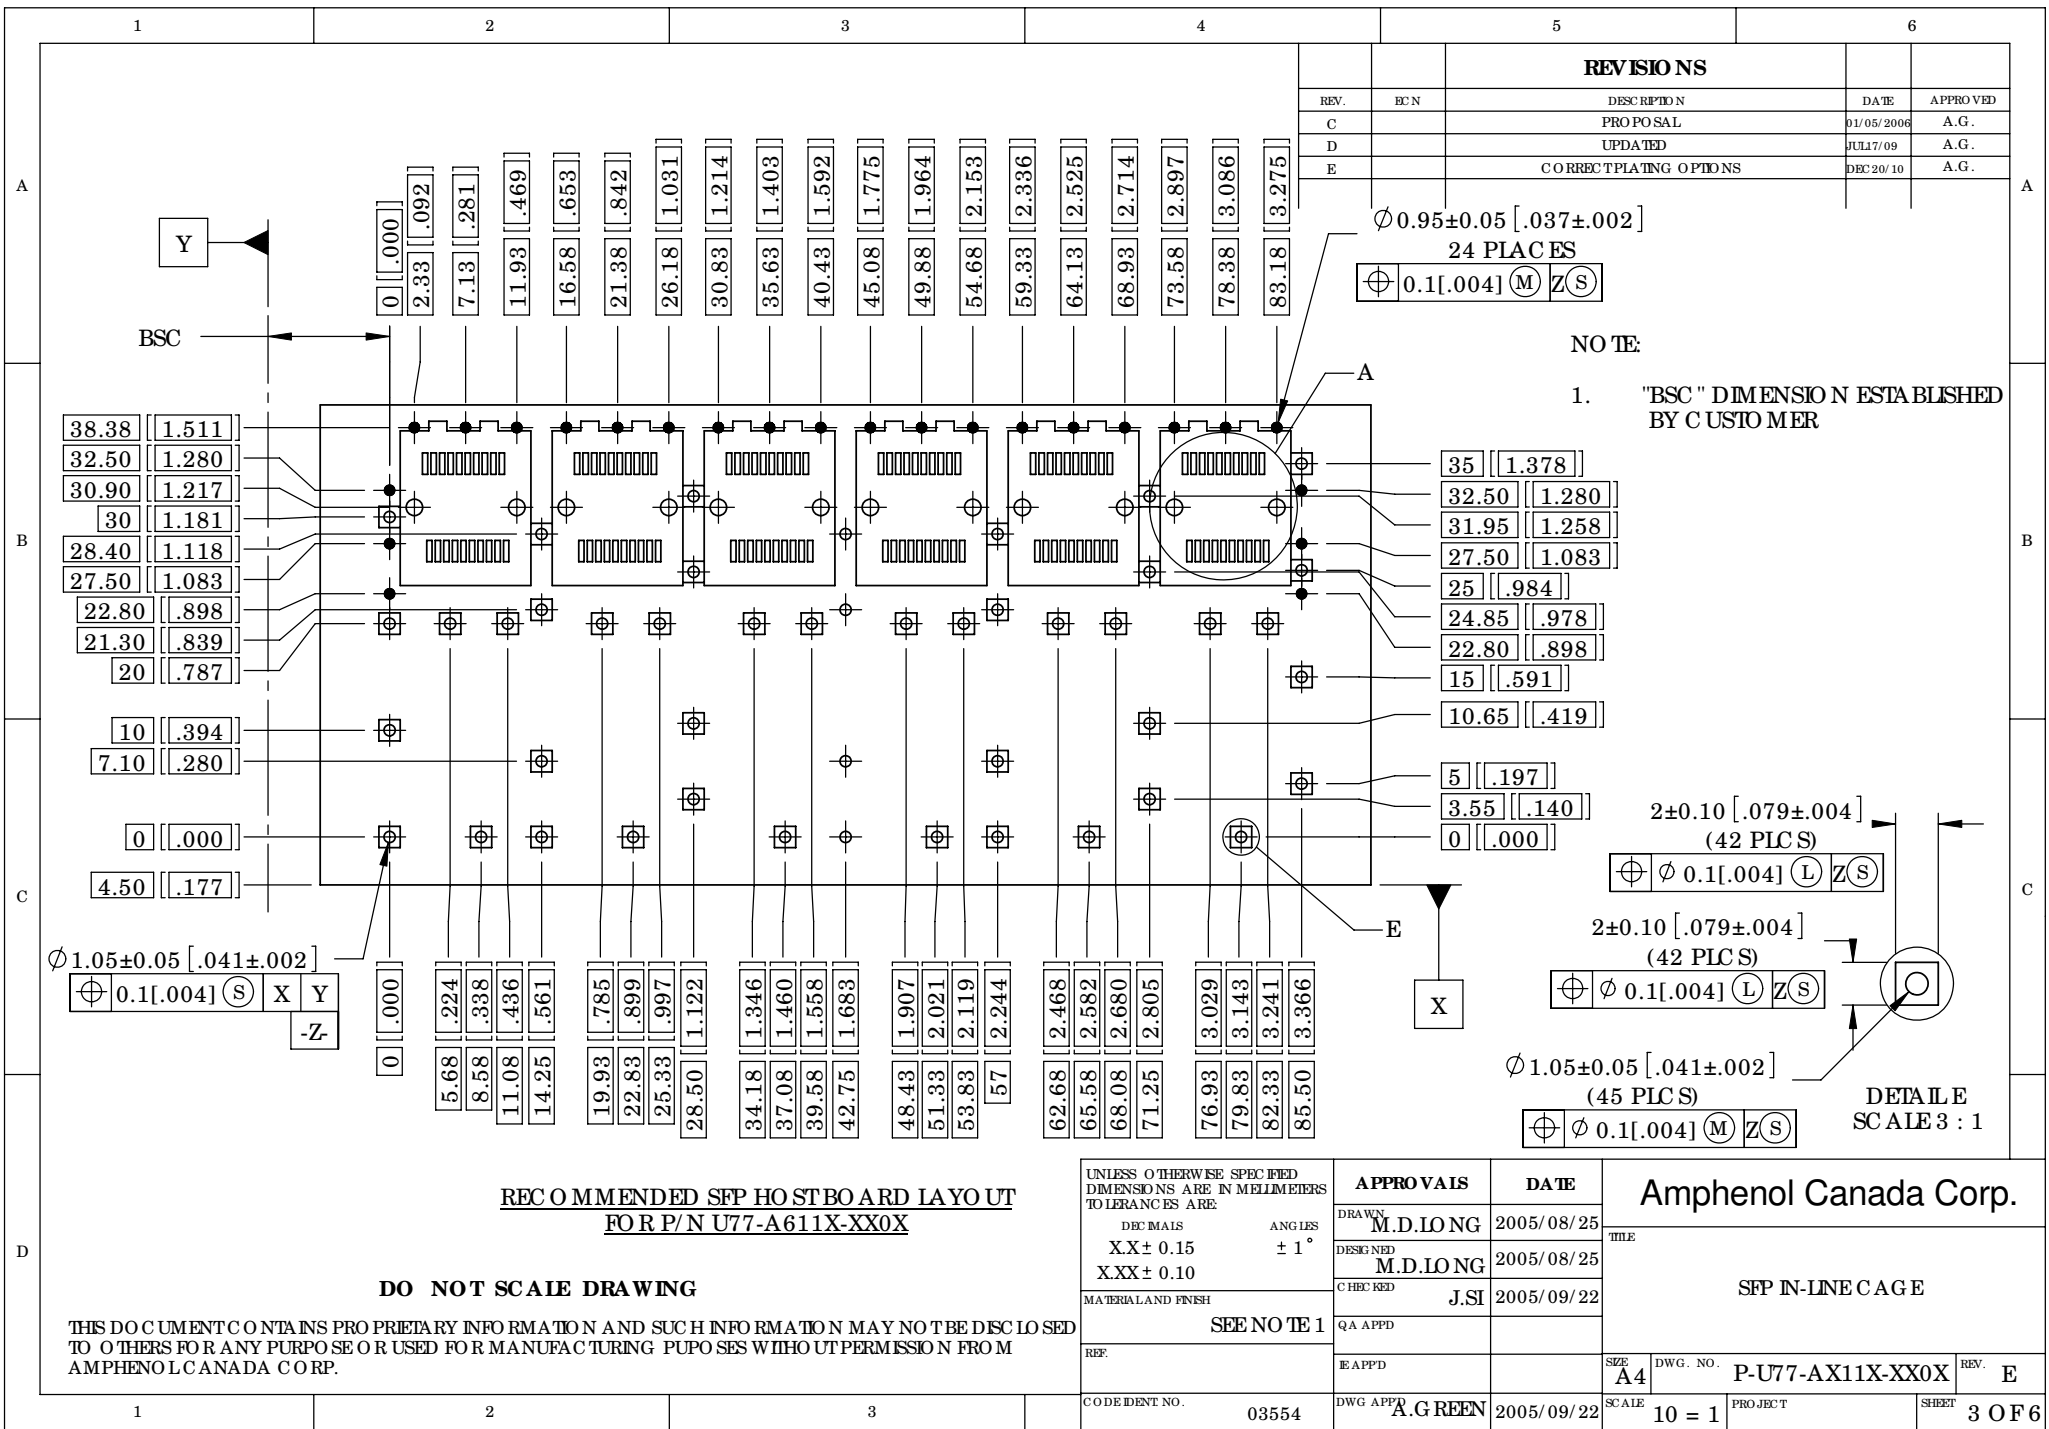 1 2 3 4 5 6
REVISIONS
REV. ECN DESCRIPTION DATE APPROVED
C PROPOSAL 01/05/2006 A.G.
D UPDATED JUL17/09 A.G.
E CORRECT PLATING OPTIONS DEC 20/10 A.G.
A A
B B
C C
D
Y
BSC
0 [.000]
2.33 [.092]
7.13 [.281]
11.93 [.469]
16.58 [.653]
21.38 [.842]
26.18 [1.031]
30.83 [1.214]
35.63 [1.403]
40.43 [1.592]
45.08 [1.775]
49.88 [1.964]
54.68 [2.153]
59.33 [2.336]
64.13 [2.525]
68.93 [2.714]
73.58 [2.897]
78.38 [3.086]
83.18 [3.275]
Ø 0.95±0.05 [.037±.002]
24 PLACES
⌖ 0.1[.004] Ⓜ Z Ⓢ
A
NOTE:
1. "BSC" DIMENSION ESTABLISHED
BY CUSTOMER
38.38 [1.511]
32.50 [1.280]
30.90 [1.217]
30 [1.181]
28.40 [1.118]
27.50 [1.083]
22.80 [.898]
21.30 [.839]
20 [.787]
10 [.394]
7.10 [.280]
0 [.000]
4.50 [.177]
35 [1.378]
32.50 [1.280]
31.95 [1.258]
27.50 [1.083]
25 [.984]
24.85 [.978]
22.80 [.898]
15 [.591]
10.65 [.419]
5 [.197]
3.55 [.140]
0 [.000]
Ø 1.05±0.05 [.041±.002]
⌖ 0.1[.004] Ⓢ X Y
-Z-
0 [.000]
5.68 [.224]
8.58 [.338]
11.08 [.436]
14.25 [.561]
19.93 [.785]
22.83 [.899]
25.33 [.997]
28.50 [1.122]
34.18 [1.346]
37.08 [1.460]
39.58 [1.558]
42.75 [1.683]
48.43 [1.907]
51.33 [2.021]
53.83 [2.119]
57 [2.244]
62.68 [2.468]
65.58 [2.582]
68.08 [2.680]
71.25 [2.805]
76.93 [3.029]
79.83 [3.143]
82.33 [3.241]
85.50 [3.366]
E
X
2±0.10 [.079±.004]
(42 PLCS)
⌖ Ø 0.1[.004] Ⓛ Z Ⓢ
2±0.10 [.079±.004]
(42 PLCS)
⌖ Ø 0.1[.004] Ⓛ Z Ⓢ
Ø 1.05±0.05 [.041±.002]
(45 PLCS)
⌖ Ø 0.1[.004] Ⓜ Z Ⓢ
DETAIL E
SCALE 3 : 1
RECOMMENDED SFP HOST BOARD LAYOUT
FOR P/N U77-A611X-XX0X
DO NOT SCALE DRAWING
THIS DOCUMENT CONTAINS PROPRIETARY INFORMATION AND SUCH INFORMATION MAY NOT BE DISCLOSED
TO OTHERS FOR ANY PURPOSE OR USED FOR MANUFACTURING PUPOSES WITHOUT PERMISSION FROM
AMPHENOL CANADA CORP.
UNLESS OTHERWISE SPECIFIED
DIMENSIONS ARE IN MELLIMETERS
TOLERANCES ARE:
DECIMALS ANGLES
X.X ± 0.15 ± 1°
X.XX ± 0.10
MATERIAL AND FINISH
SEE NOTE 1
REF.
CODE IDENT NO. 03554
APPROVALS DATE
DRAWN M.D.LONG 2005/08/25
DESIGNED M.D.LONG 2005/08/25
CHECKED J.SI 2005/09/22
QA APPD
IE APP'D
DWG APP'D A.GREEN 2005/09/22
Amphenol Canada Corp.
TITLE
SFP IN-LINE CAGE
SIZE A4 DWG. NO. P-U77-AX11X-XX0X REV. E
SCALE 10 = 1 PROJECT SHEET 3 OF 6
1 2 3